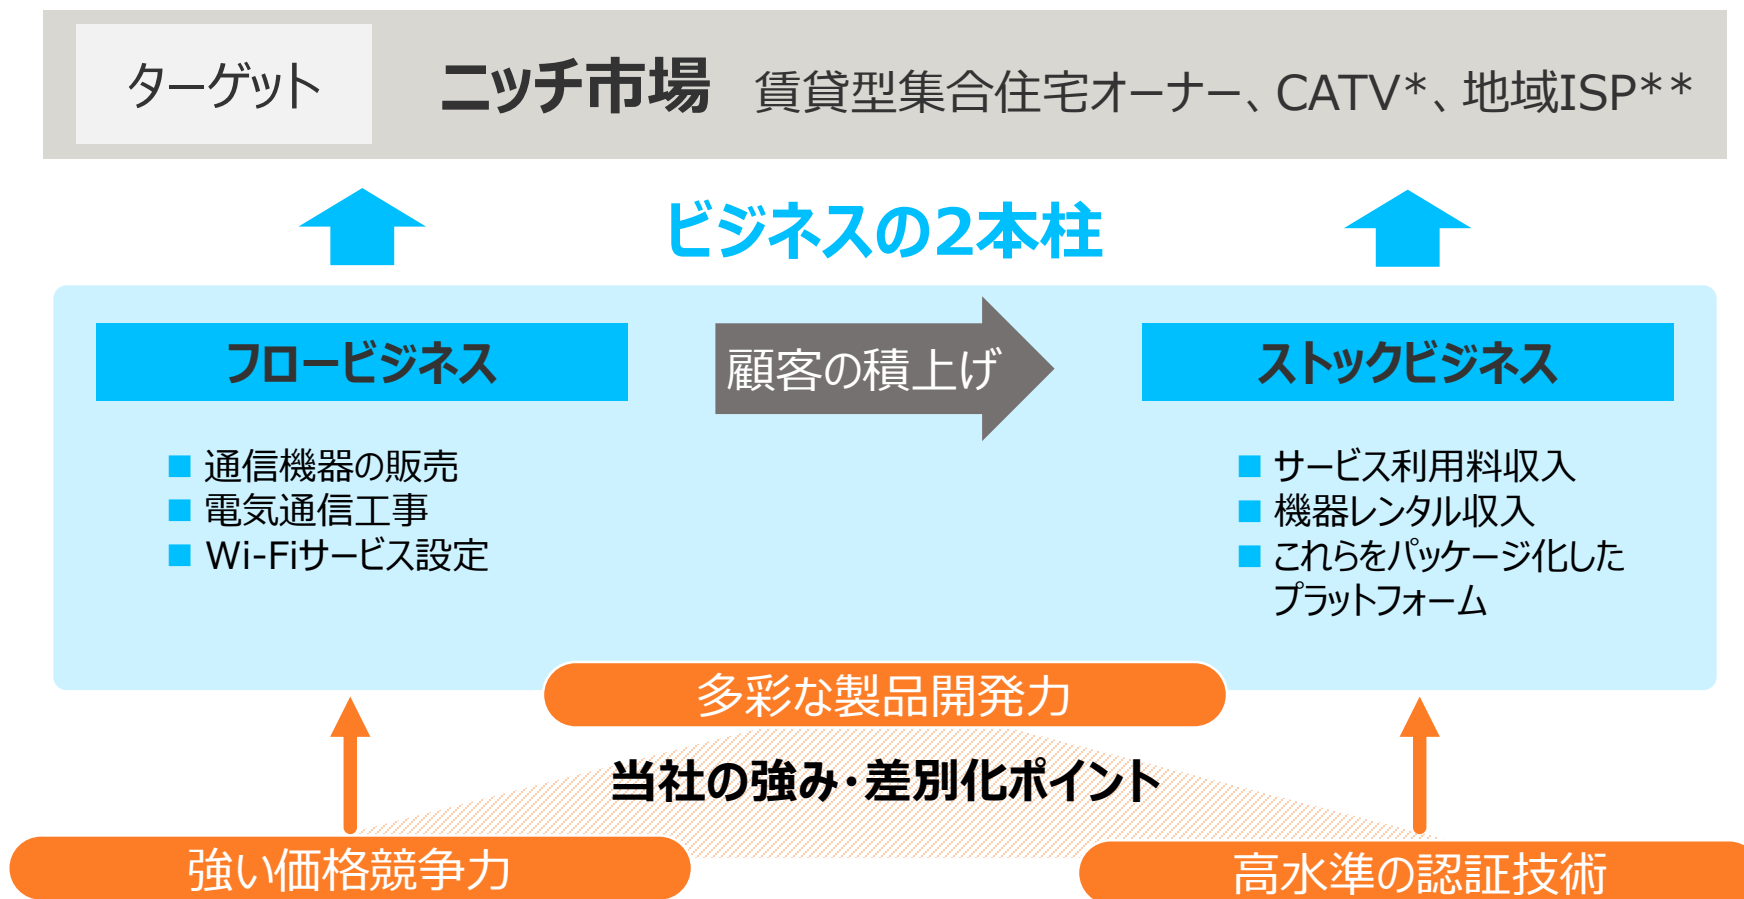 ターゲット
ニッチ市場 賃貸型集合住宅オーナー、CATV*、地域ISP**
ビジネスの2本柱
フロービジネス
顧客の積上げ
ストックビジネス
■ 通信機器の販売
■ 電気通信工事
■ Wi-Fiサービス設定
■ サービス利用料収入
■ 機器レンタル収入
■ これらをパッケージ化した
プラットフォーム
多彩な製品開発力
当社の強み・差別化ポイント
強い価格競争力
高水準の認証技術